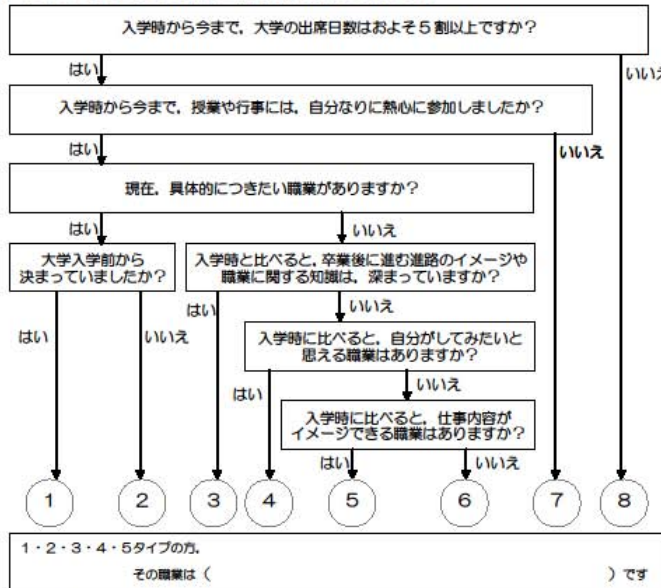 入学時から今まで，大学の出席日数はおよそ５割以上ですか？
はい
いいえ
入学時から今まで，授業や行事には，自分なりに熱心に参加しましたか？
はい
いいえ
現在，具体的につきたい職業がありますか？
はい
いいえ
大学入学前から
決まっていましたか？
入学時と比べると，卒業後に進む進路のイメージや
職業に関する知識は，深まっていますか？
はい
いいえ
はい
いいえ
入学時に比べると，自分がしてみたいと
思える職業はありますか？
はい
いいえ
入学時に比べると，仕事内容が
イメージできる職業はありますか？
はい
いいえ
1 2 3 4 5 6 7 8
１・２・３・４・５タイプの方，
その職業は（ ）です